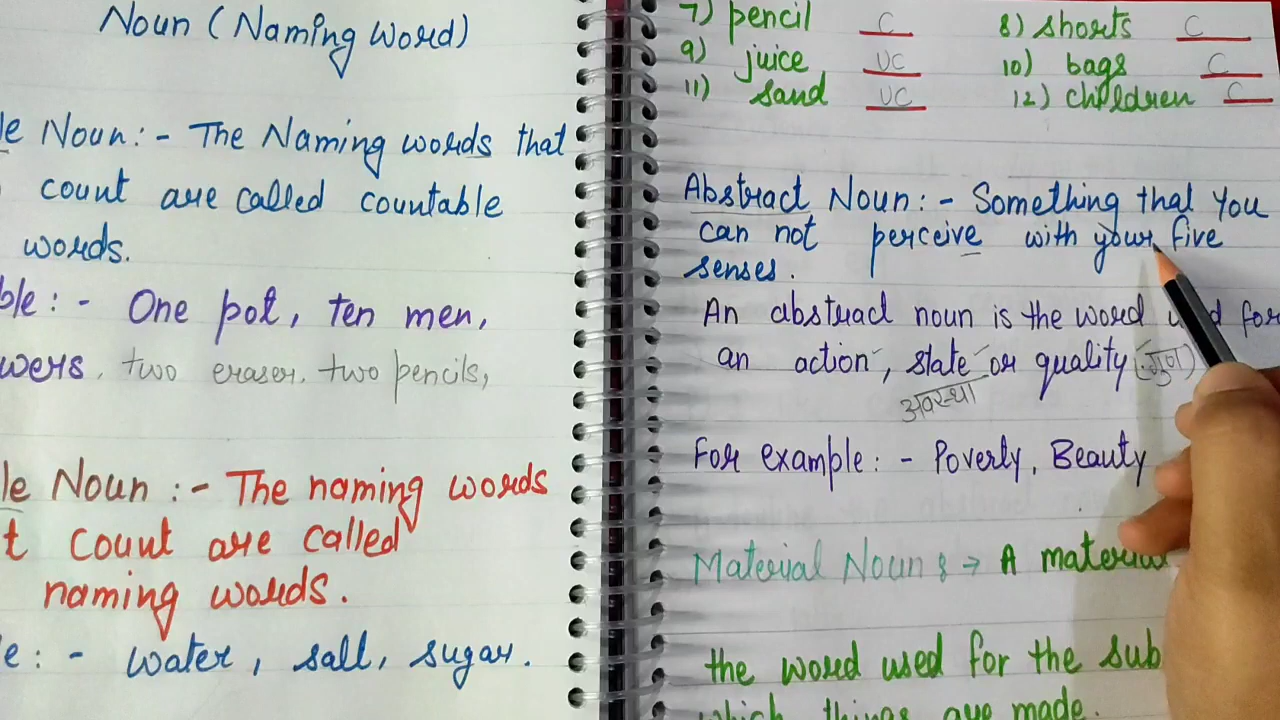 Noun (Naming Word)
le Noun:- The Naming words that
count are called countable
words.
ble:- One pot, ten men,
wers, two eraser, two pencils,
le Noun:- The naming words
t count are called
naming words.
e:- water, salt, sugar.
7) pencil C 8) shorts C
9) juice UC 10) bags C
11) sand UC 12) children C
Abstract Noun:- Something that You
can not perceive with your five
senses.
An abstract noun is the word for
an action, state or quality (गुण)
अवस्था
For example:- Poverty, Beauty
Material Noun:→ A material
the word used for the sub
which things are made.